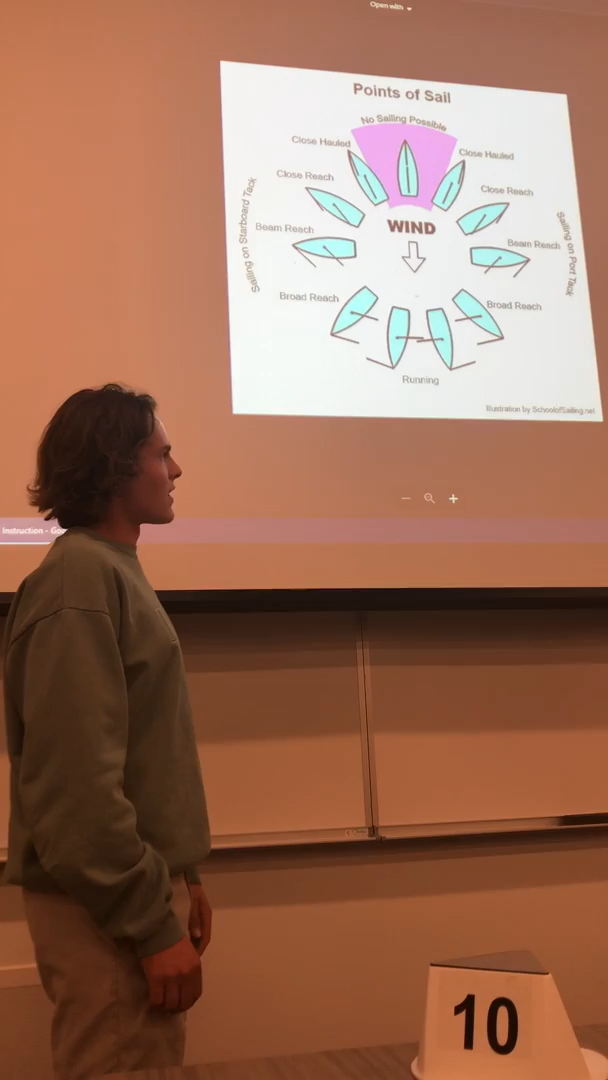 Open with
Points of Sail
No Sailing Possible
Close Hauled
Close Hauled
Close Reach
Close Reach
WIND
Beam Reach
Beam Reach
Sailing on Starboard Tack
Sailing on Port Tack
Broad Reach
Broad Reach
Running
Illustration by SchoolofSailing.net
Instruction -
10